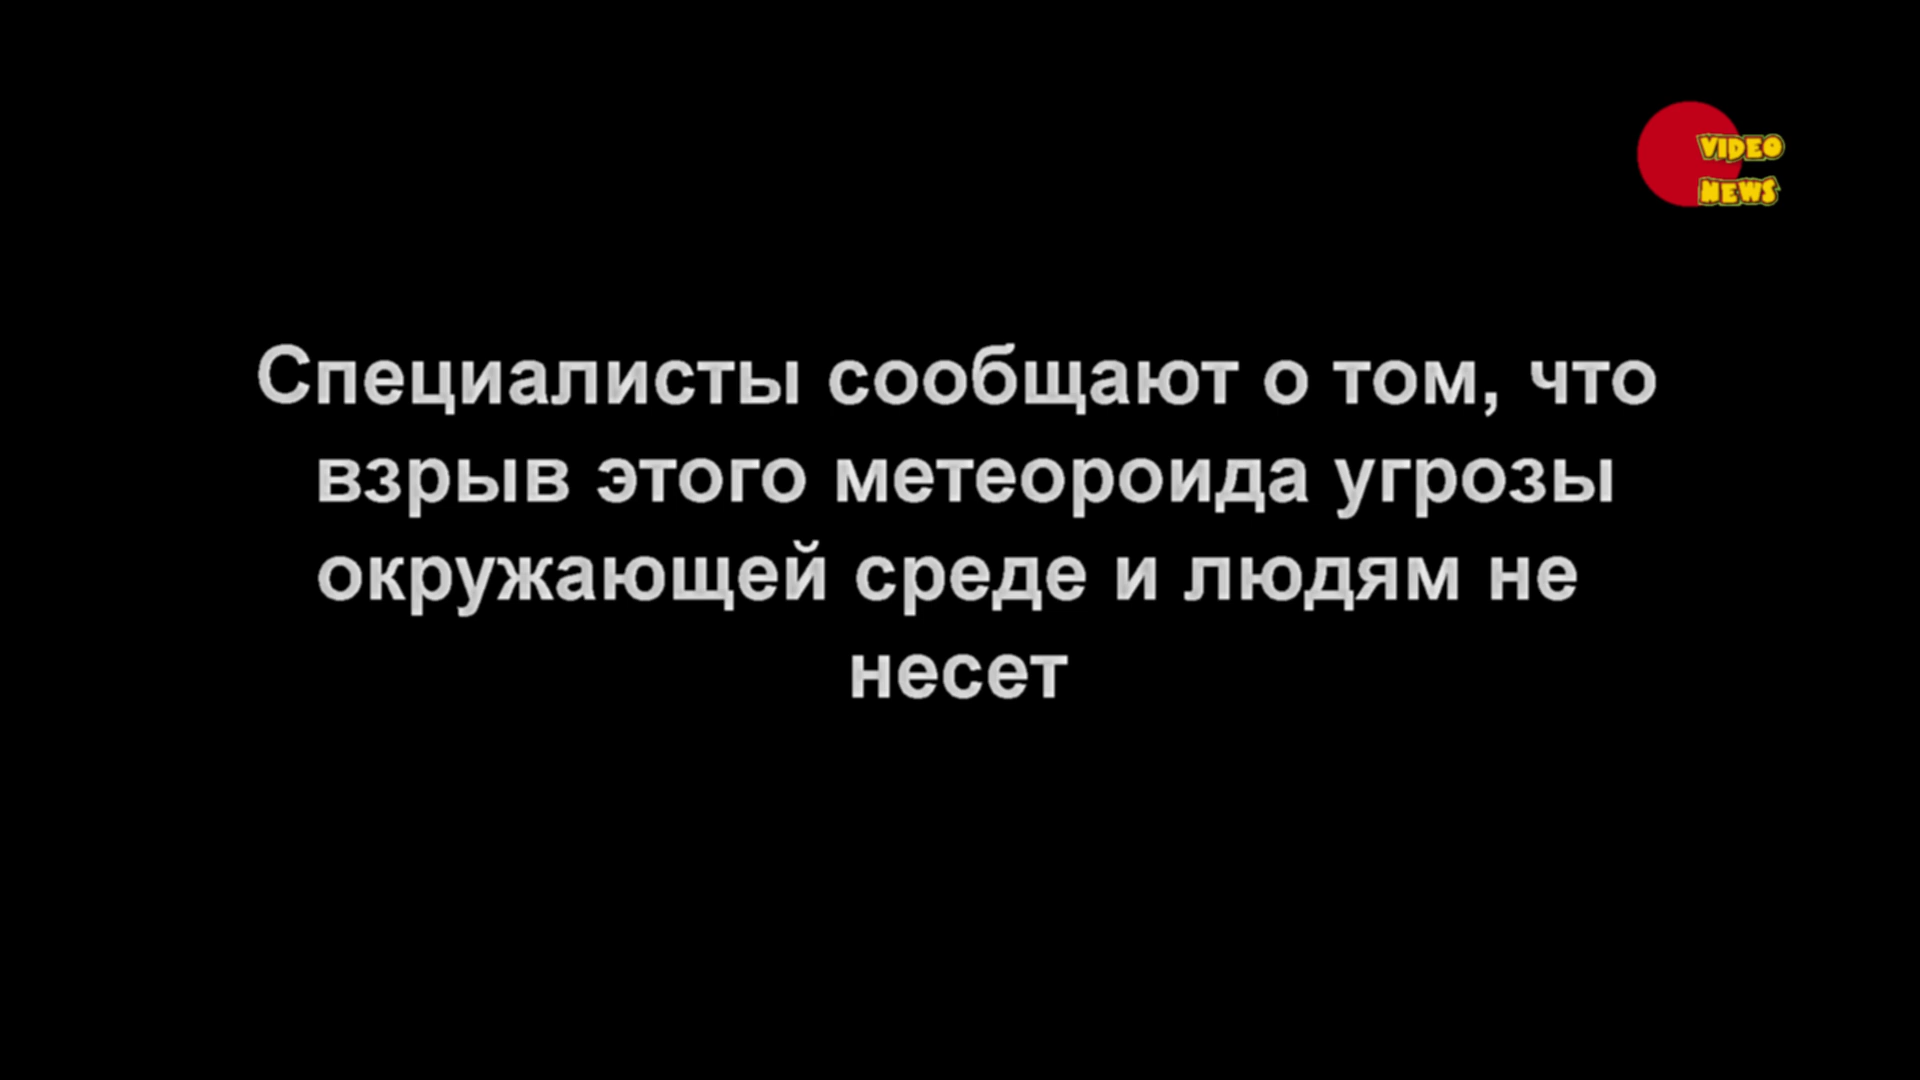 VIDEO
NEWS
Специалисты сообщают о том, что
взрыв этого метеороида угрозы
окружающей среде и людям не
несет